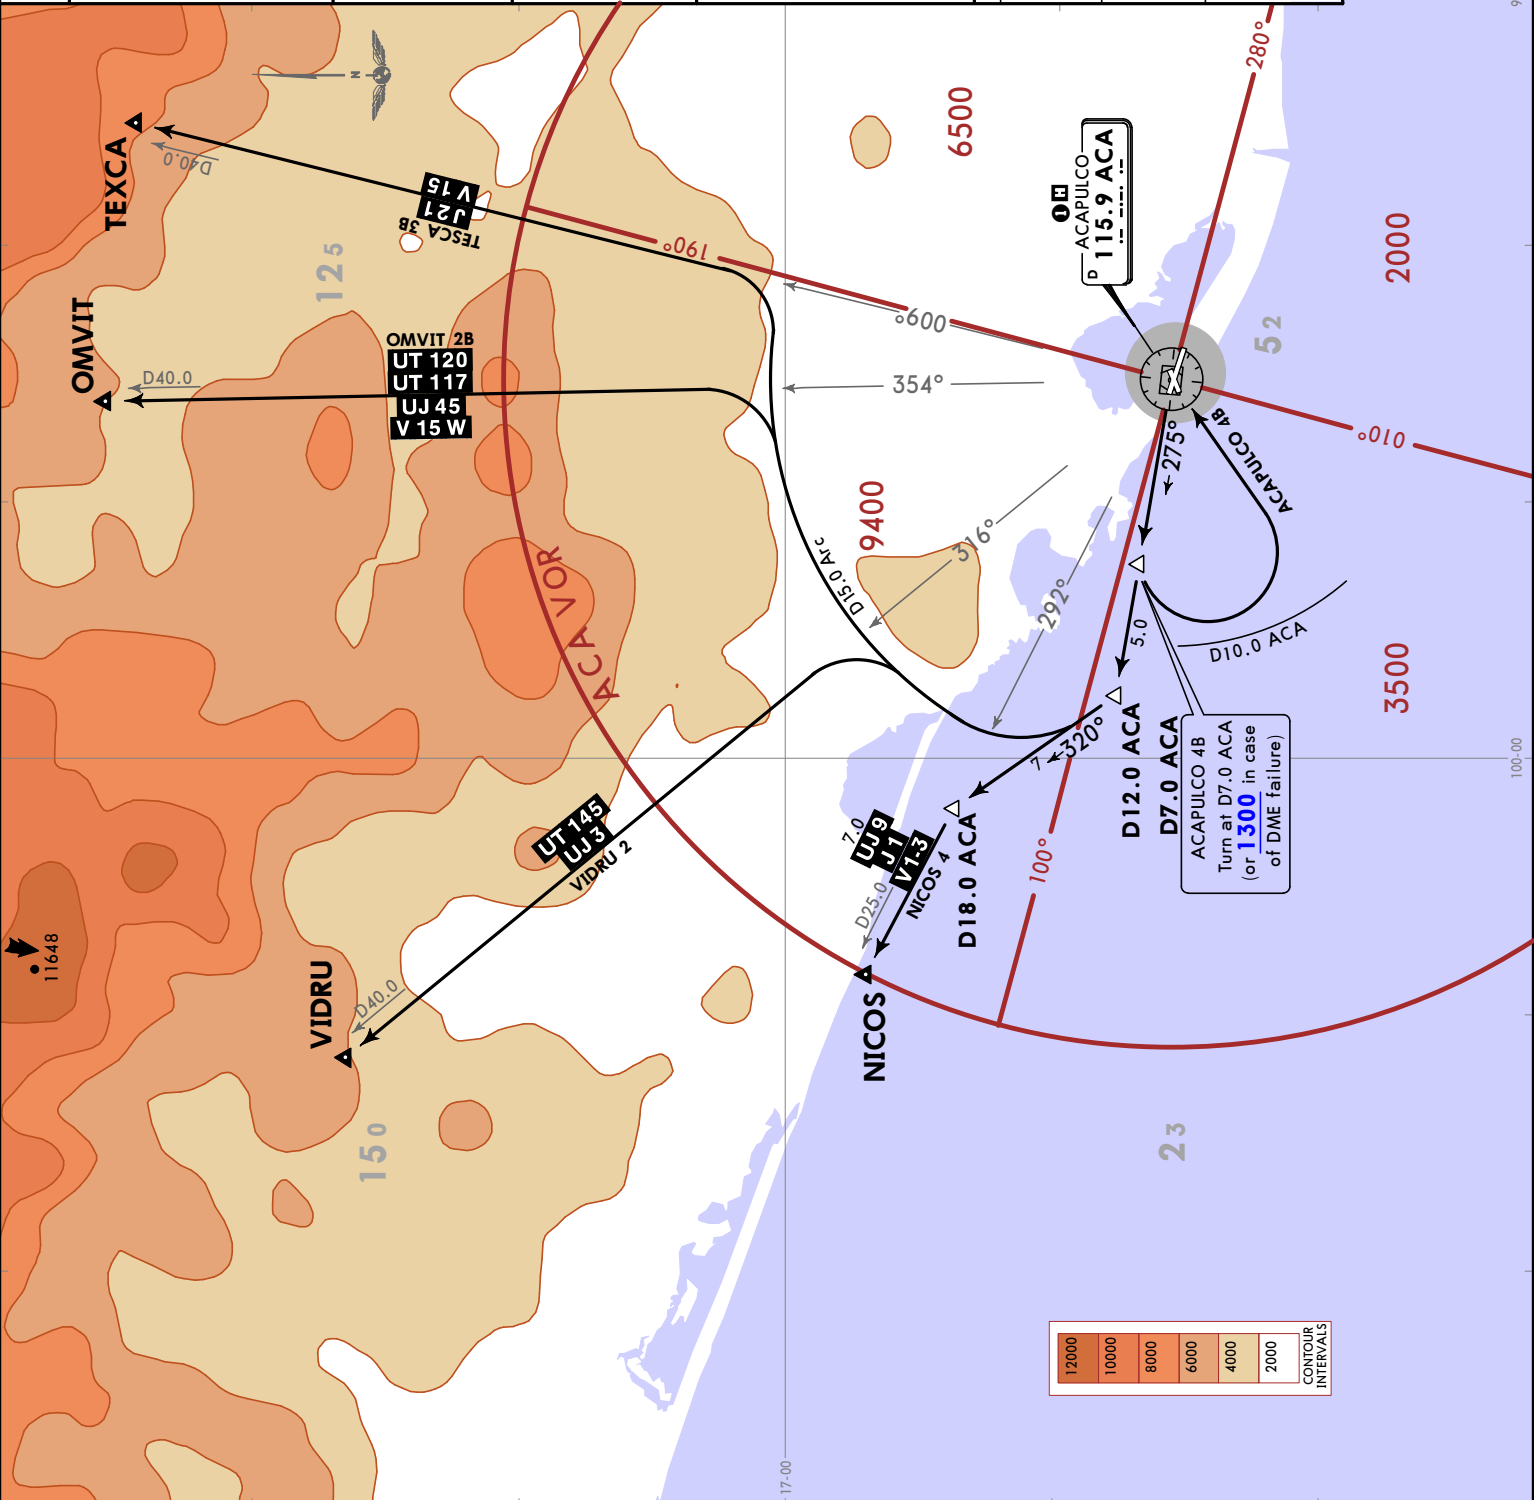 TEXCA
D40.0
N
V 15
J21
TESCA 3B
190°
009°
6500
280°
ACAPULCO
D
115.9 ACA
2000
OMVIT
D40.0
125
OMVIT 2B
UT 120
UT 117
UJ 45
V 15 W
354°
52
ACA VOR
D15.0 Arc
9400
316°
292°
275°
ACAPULCO 4B
010°
5.0
D10.0 ACA
3500
320°
7
D12.0 ACA
D7.0 ACA
ACAPULCO 4B
Turn at D7.0 ACA
(or 1300 in case
of DME failure)
100°
100-00
UT 145
UJ 3
VIDRU 2
7.0
UJ 9
J 1
V1-3
NICOS 4
D25.0
D18.0 ACA
NICOS
11648
VIDRU
D40.0
150
23
17-00
12000
10000
8000
6000
4000
2000
CONTOUR
INTERVALS